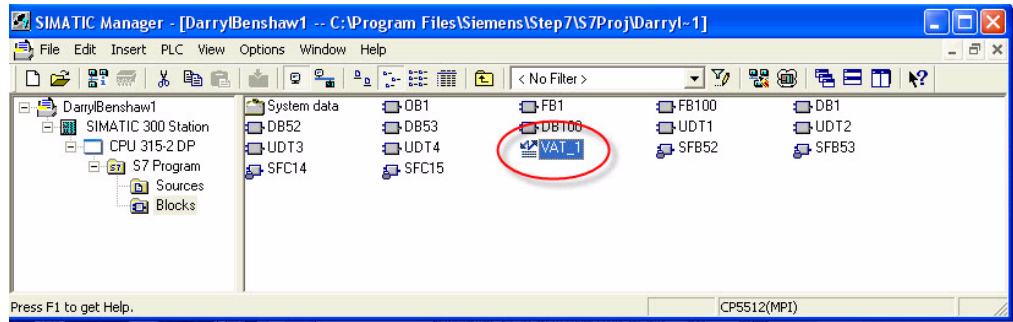 SIMATIC Manager - [DarrylBenshaw1 -- C:\Program Files\Siemens\Step7\S7Proj\Darryl~1]
File Edit Insert PLC View Options Window Help
< No Filter >
DarrylBenshaw1
SIMATIC 300 Station
CPU 315-2 DP
S7 Program
Sources
Blocks
System data OB1 FB1 FB100 DB1
DB52 DB53 DB100 UDT1 UDT2
UDT3 UDT4 VAT_1 SFB52 SFB53
SFC14 SFC15
Press F1 to get Help. CP5512(MPI)